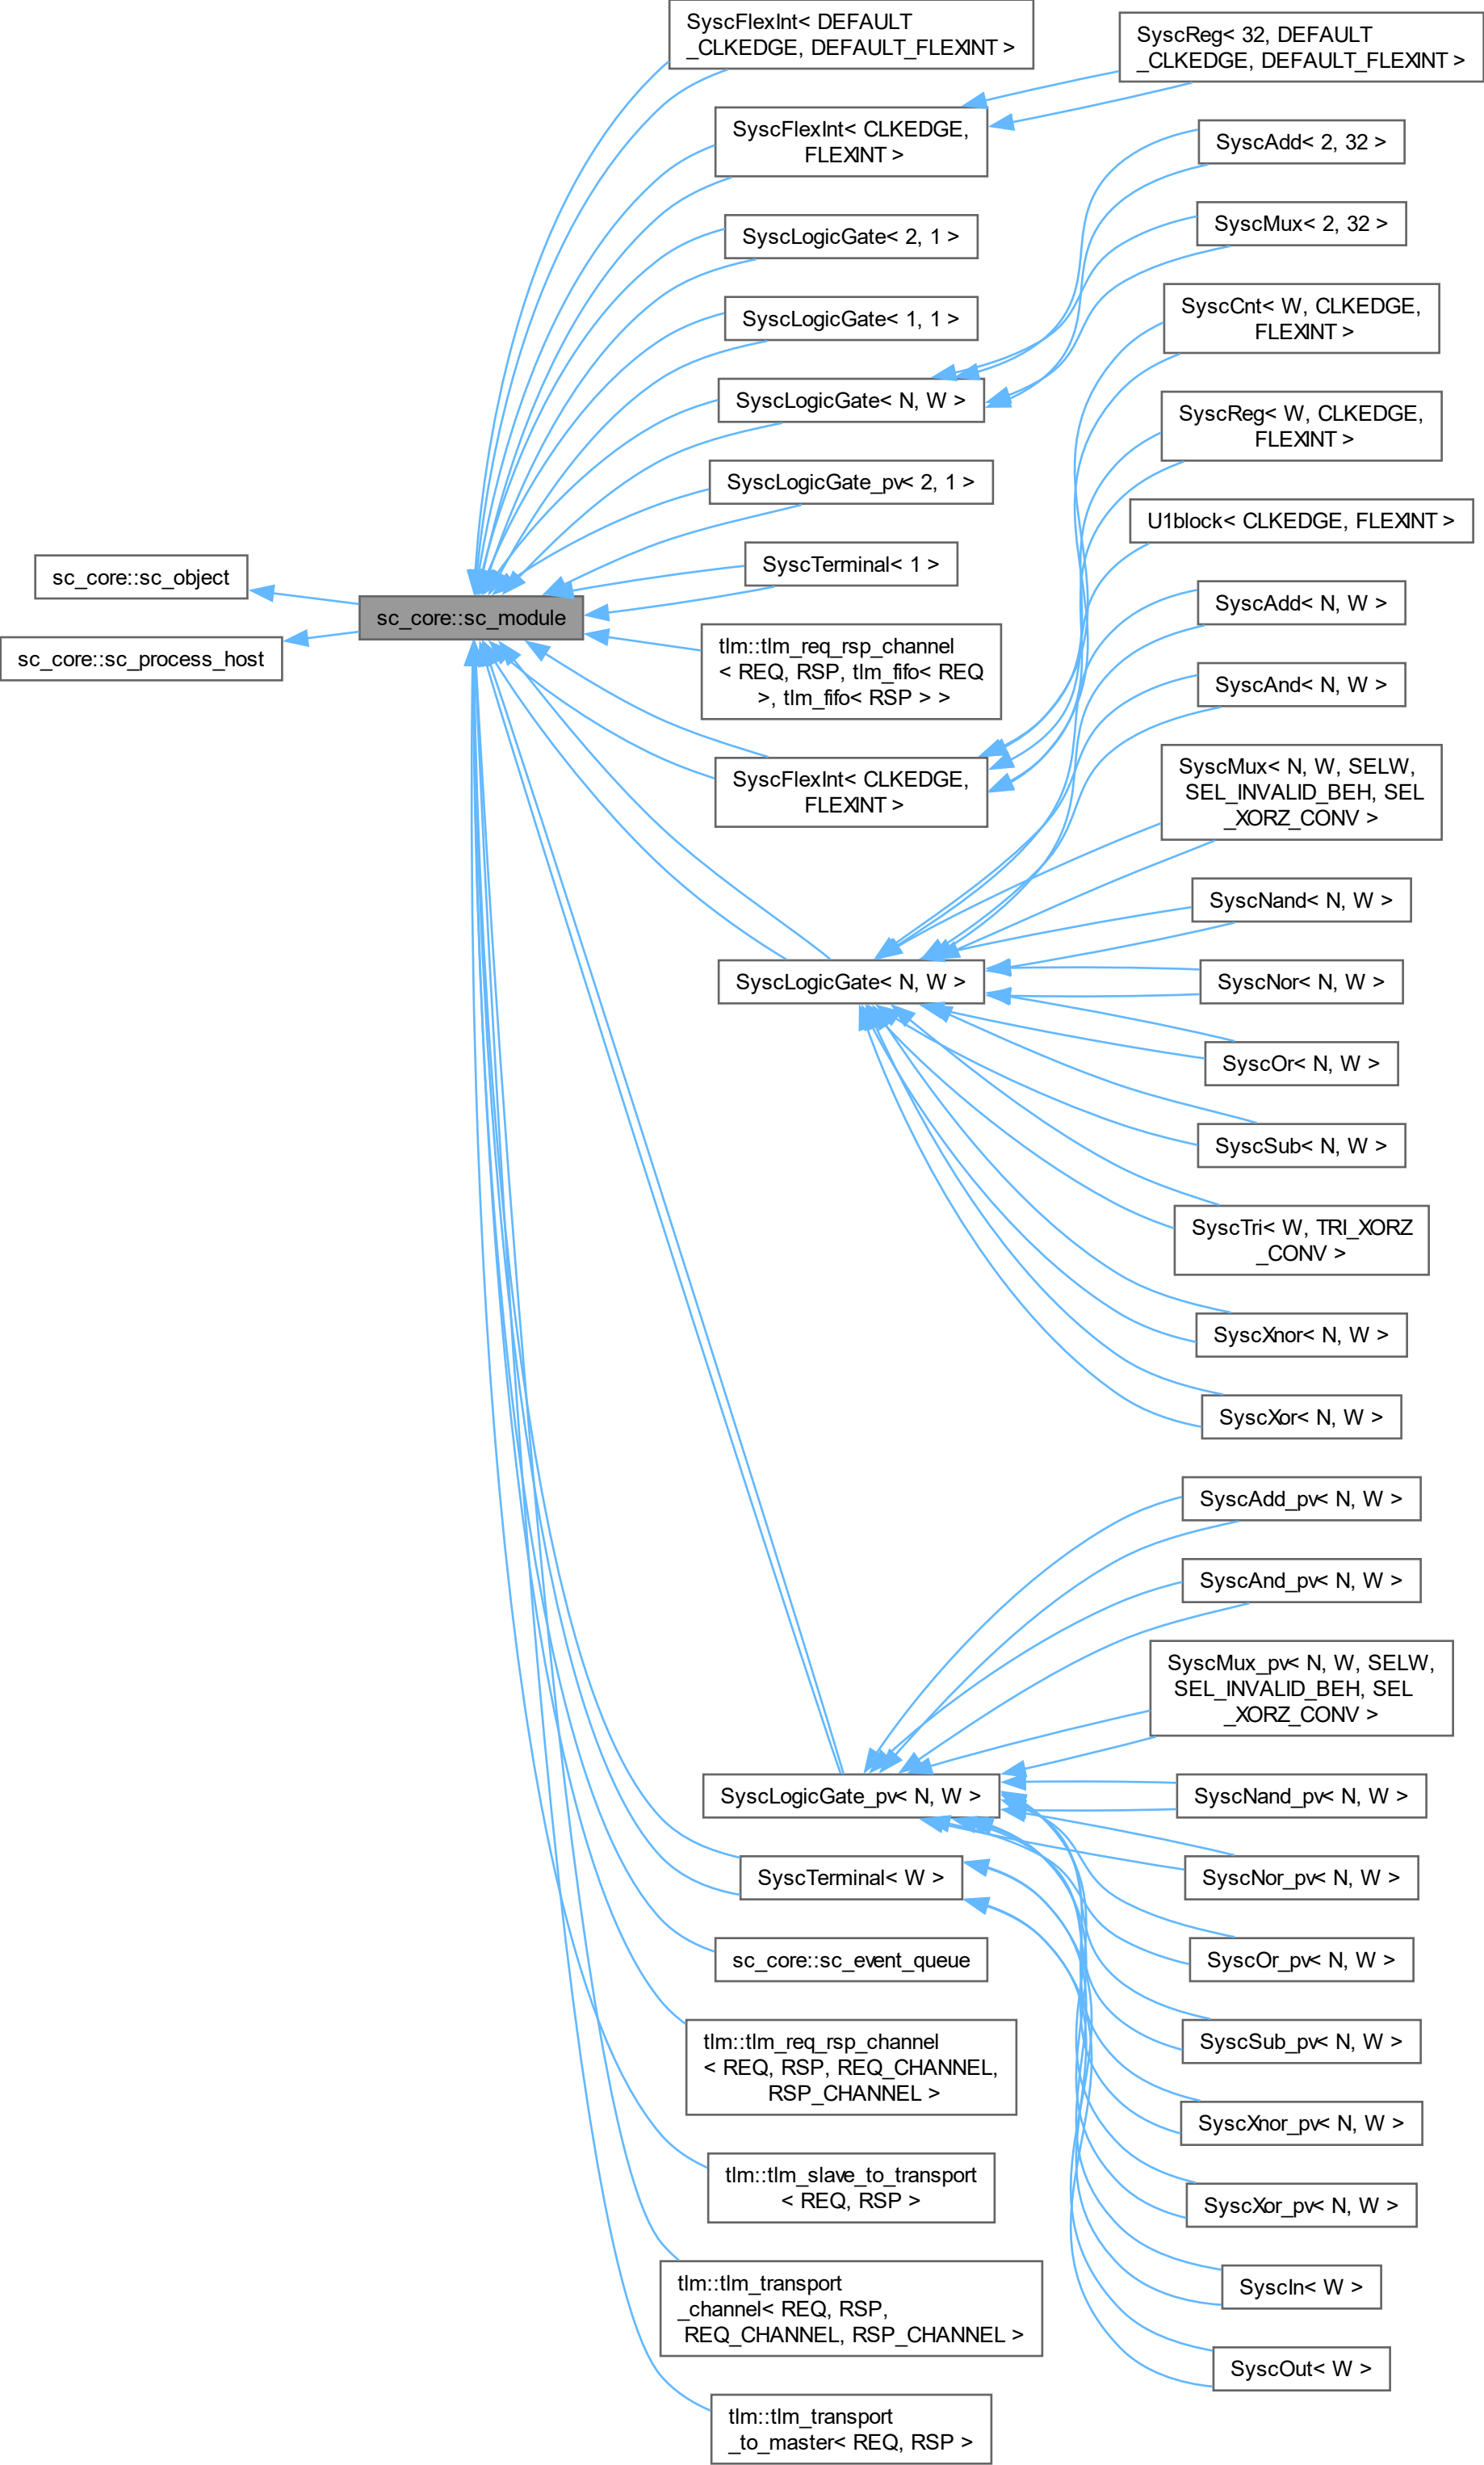 sc_core::sc_object
sc_core::sc_process_host
sc_core::sc_module
SyscFlexInt< DEFAULT
_CLKEDGE, DEFAULT_FLEXINT >
SyscFlexInt< CLKEDGE,
FLEXINT >
SyscLogicGate< 2, 1 >
SyscLogicGate< 1, 1 >
SyscLogicGate< N, W >
SyscLogicGate_pv< 2, 1 >
SyscTerminal< 1 >
tlm::tlm_req_rsp_channel
< REQ, RSP, tlm_fifo< REQ
>, tlm_fifo< RSP > >
SyscFlexInt< CLKEDGE,
FLEXINT >
SyscLogicGate< N, W >
SyscLogicGate_pv< N, W >
SyscTerminal< W >
sc_core::sc_event_queue
tlm::tlm_req_rsp_channel
< REQ, RSP, REQ_CHANNEL,
RSP_CHANNEL >
tlm::tlm_slave_to_transport
< REQ, RSP >
tlm::tlm_transport
_channel< REQ, RSP,
REQ_CHANNEL, RSP_CHANNEL >
tlm::tlm_transport
_to_master< REQ, RSP >
SyscReg< 32, DEFAULT
_CLKEDGE, DEFAULT_FLEXINT >
SyscAdd< 2, 32 >
SyscMux< 2, 32 >
SyscCnt< W, CLKEDGE,
FLEXINT >
SyscReg< W, CLKEDGE,
FLEXINT >
U1block< CLKEDGE, FLEXINT >
SyscAdd< N, W >
SyscAnd< N, W >
SyscMux< N, W, SELW,
SEL_INVALID_BEH, SEL
_XORZ_CONV >
SyscNand< N, W >
SyscNor< N, W >
SyscOr< N, W >
SyscSub< N, W >
SyscTri< W, TRI_XORZ
_CONV >
SyscXnor< N, W >
SyscXor< N, W >
SyscAdd_pv< N, W >
SyscAnd_pv< N, W >
SyscMux_pv< N, W, SELW,
SEL_INVALID_BEH, SEL
_XORZ_CONV >
SyscNand_pv< N, W >
SyscNor_pv< N, W >
SyscOr_pv< N, W >
SyscSub_pv< N, W >
SyscXnor_pv< N, W >
SyscXor_pv< N, W >
SyscIn< W >
SyscOut< W >